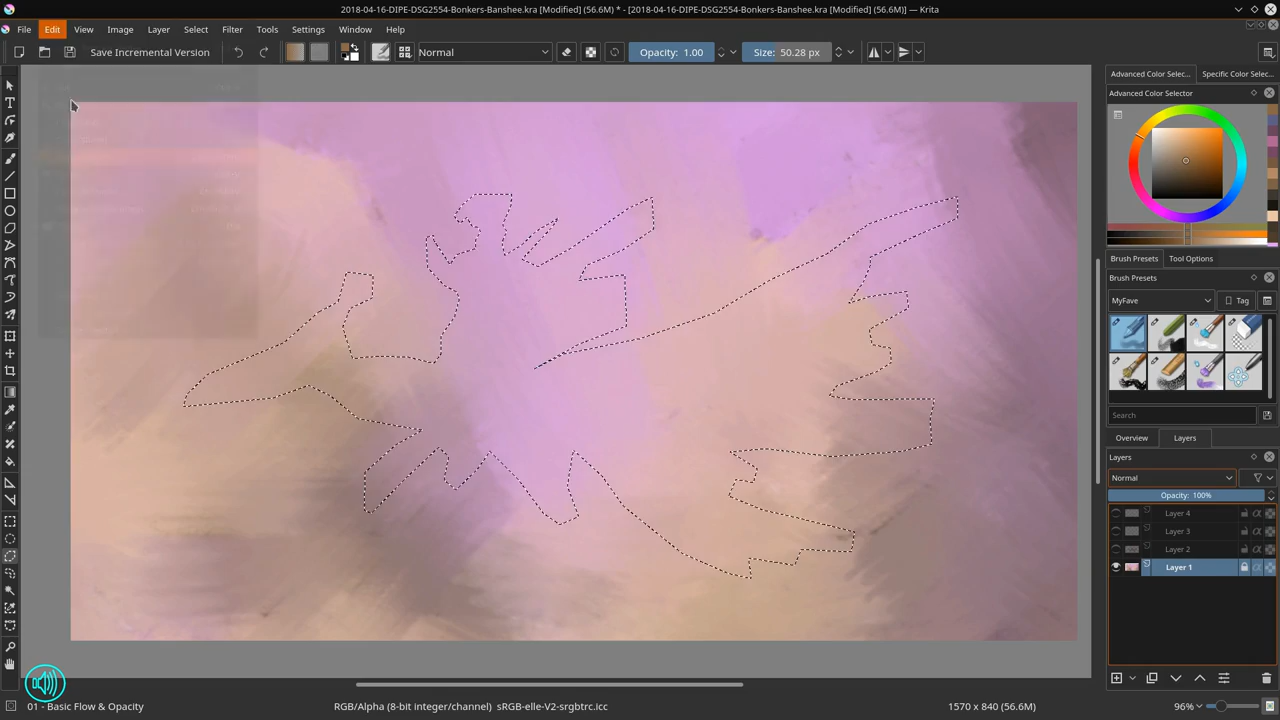 2018-04-16-DIPE-DSG2554-Bonkers-Banshee.kra [Modified] (56.6M) * - [2018-04-16-DIPE-DSG2554-Bonkers-Banshee.kra [Modified] (56.6M)] — Krita
File Edit View Image Layer Select Filter Tools Settings Window Help
Save Incremental Version Normal Opacity: 1.00 Size: 50.28 px
Advanced Color Selec... Specific Color Selec...
Advanced Color Selector
Brush Presets Tool Options
Brush Presets
MyFave Tag
Search
Overview Layers
Layers
Normal
Opacity: 100%
Layer 4
Layer 3
Layer 2
Layer 1
01 - Basic Flow & Opacity RGB/Alpha (8-bit integer/channel) sRGB-elle-V2-srgbtrc.icc 1570 x 840 (56.6M) 96%